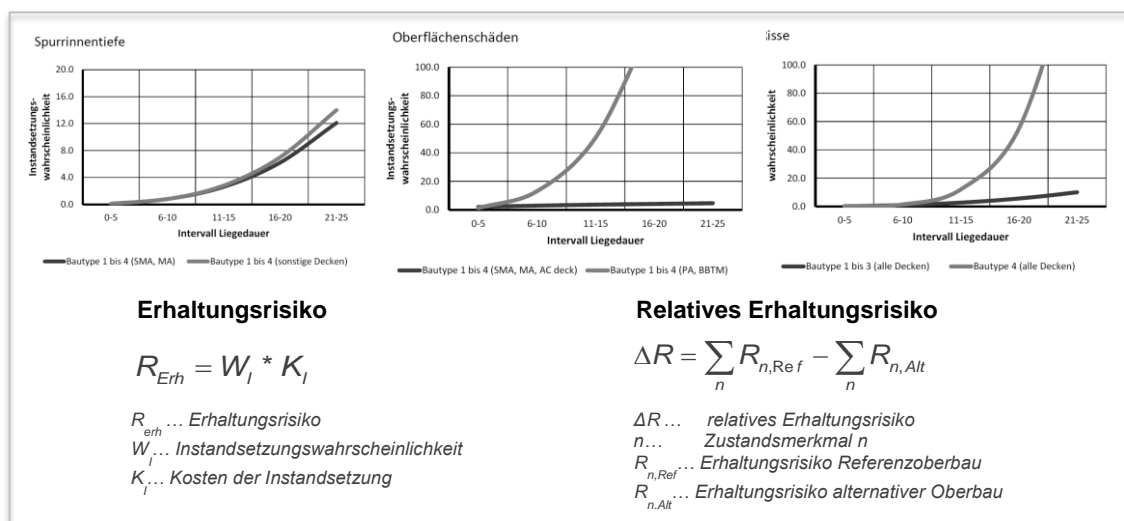 Spurrinnentiefe
Instandsetzungs-
wahrscheinlichkeit
20.0
16.0
12.0
8.0
4.0
0.0
0-5 6-10 11-15 16-20 21-25
Intervall Liegedauer
Bautype 1 bis 4 (SMA, MA) Bautype 1 bis 4 (sonstige Decken)
Oberflächenschäden
Instandsetzungs-
wahrscheinlichkeit
100.0
80.0
60.0
40.0
20.0
0.0
0-5 6-10 11-15 16-20 21-25
Intervall Liegedauer
Bautype 1 bis 4 (SMA, MA, AC deck) Bautype 1 bis 4 (PA, BBTM)
isse
wahrscheinlichkeit
100.0
80.0
60.0
40.0
20.0
0.0
0-5 6-10 11-15 16-20 21-25
Intervall Liegedauer
Bautype 1 bis 3 (alle Decken) Bautype 4 (alle Decken)
Erhaltungsrisiko
R_Erh = W_I * K_I
R_erh … Erhaltungsrisiko
W_I … Instandsetzungswahrscheinlichkeit
K_I … Kosten der Instandsetzung
Relatives Erhaltungsrisiko
ΔR = ∑_n R_n,Ref − ∑_n R_n,Alt
ΔR … relatives Erhaltungsrisiko
n… Zustandsmerkmal n
R_n,Ref … Erhaltungsrisiko Referenzoberbau
R_n,Alt … Erhaltungsrisiko alternativer Oberbau